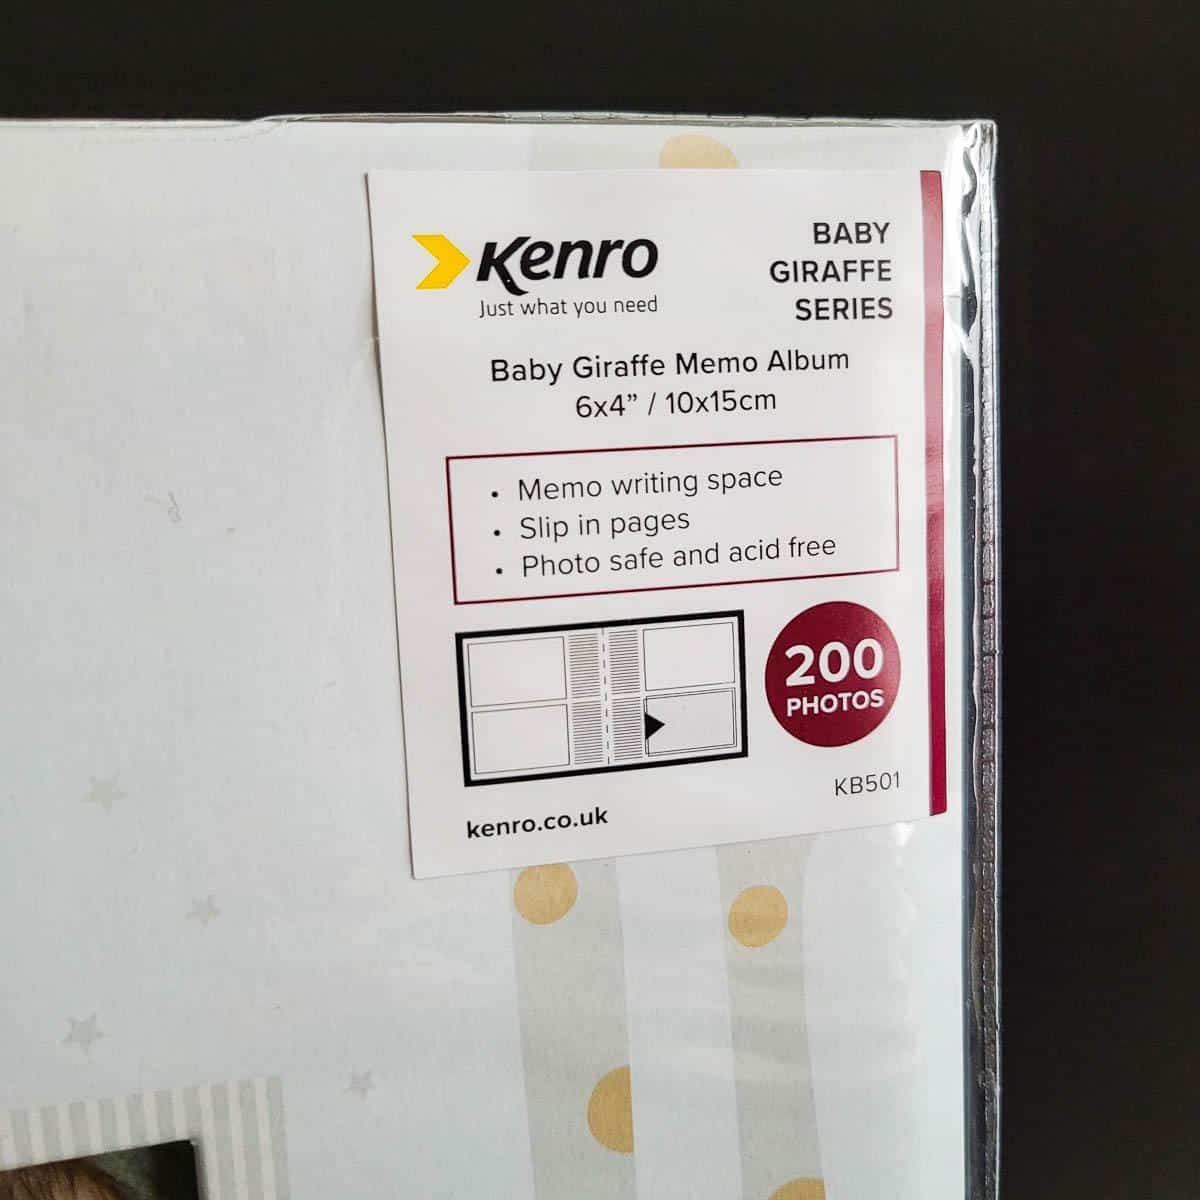 Kenro
Just what you need
BABY
GIRAFFE
SERIES
Baby Giraffe Memo Album
6x4” / 10x15cm
• Memo writing space
• Slip in pages
• Photo safe and acid free
200
PHOTOS
KB501
kenro.co.uk